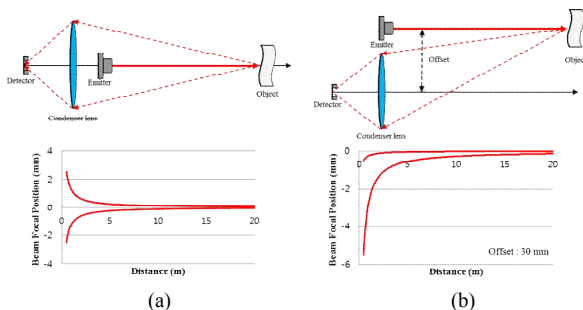 Detector
Emitter
Condenser lens
Object
Beam Focal Position (mm)
4
2
0
-2
-4
0
5
10
15
20
Distance (m)
(a)
Emitter
Offset
Object
Detector
Condenser lens
Beam Focal Position (mm)
0
-2
-4
-6
0
5
10
15
20
Offset : 30 mm
Distance (m)
(b)